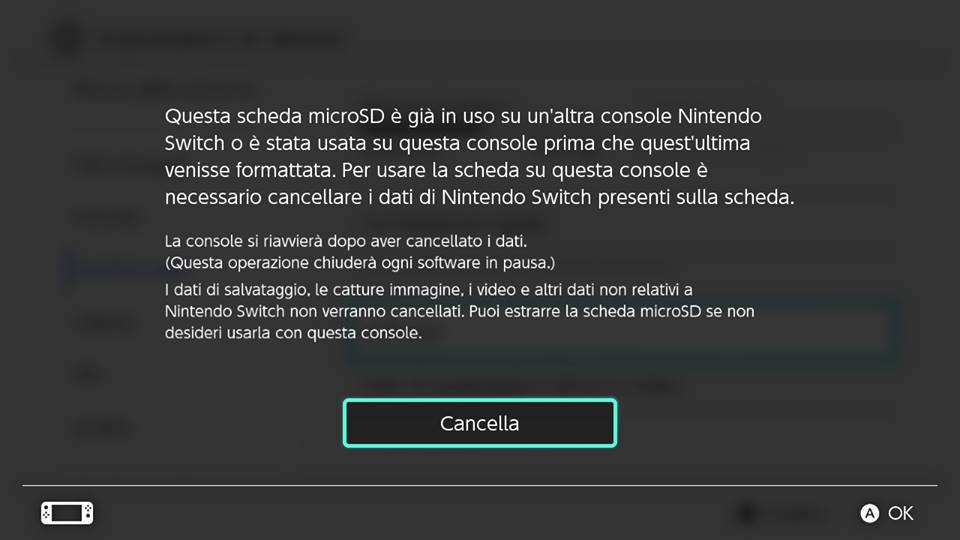 Questa scheda microSD è già in uso su un'altra console Nintendo
Switch o è stata usata su questa console prima che quest'ultima
venisse formattata. Per usare la scheda su questa console è
necessario cancellare i dati di Nintendo Switch presenti sulla scheda.
La console si riavvierà dopo aver cancellato i dati.
(Questa operazione chiuderà ogni software in pausa.)
I dati di salvataggio, le catture immagine, i video e altri dati non relativi a
Nintendo Switch non verranno cancellati. Puoi estrarre la scheda microSD se non
desideri usarla con questa console.
Cancella
A OK